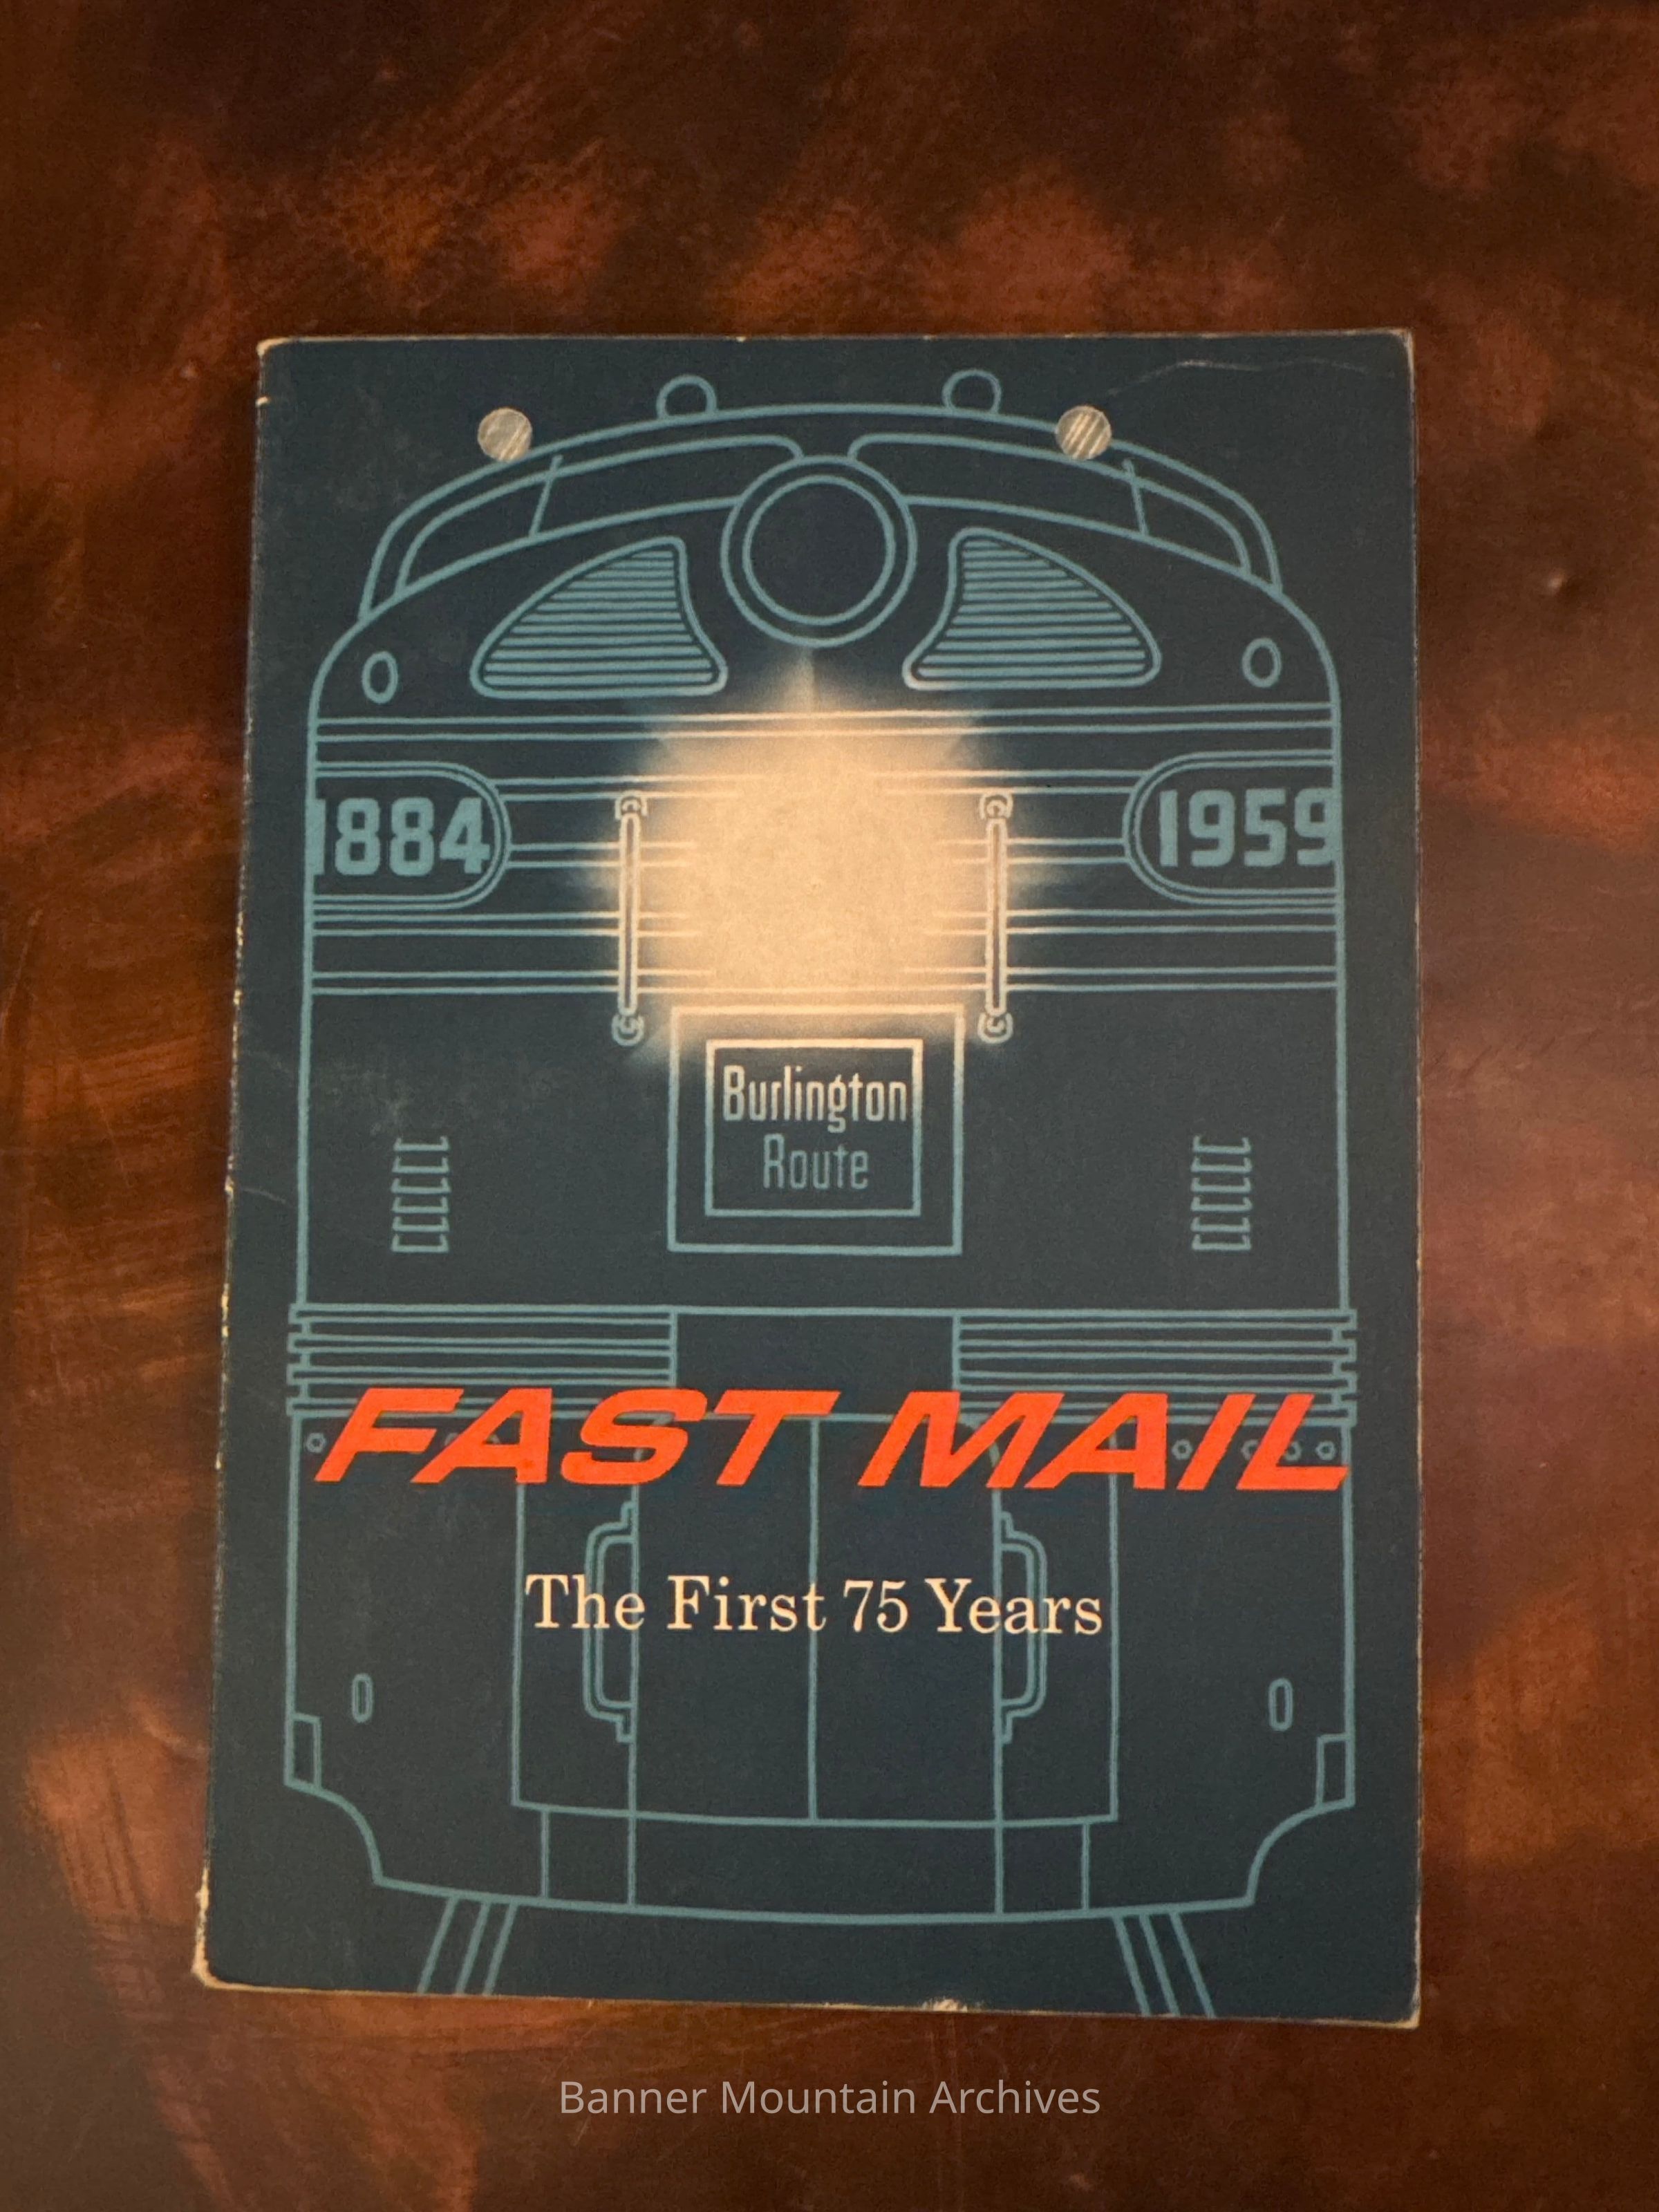 1884
1959
Burlington
Route
FAST MAIL
The First 75 Years
Banner Mountain Archives